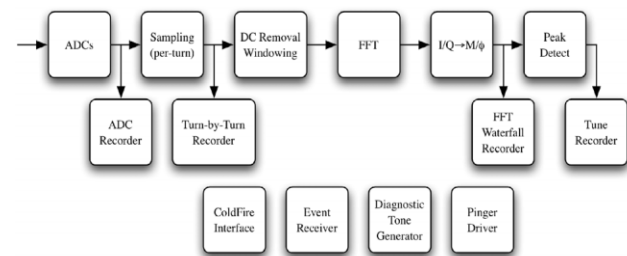 ADCs
Sampling
(per-turn)
DC Removal
Windowing
FFT
I/Q→M/ϕ
Peak
Detect
ADC
Recorder
Turn-by-Turn
Recorder
FFT
Waterfall
Recorder
Tune
Recorder
ColdFire
Interface
Event
Receiver
Diagnostic
Tone
Generator
Pinger
Driver